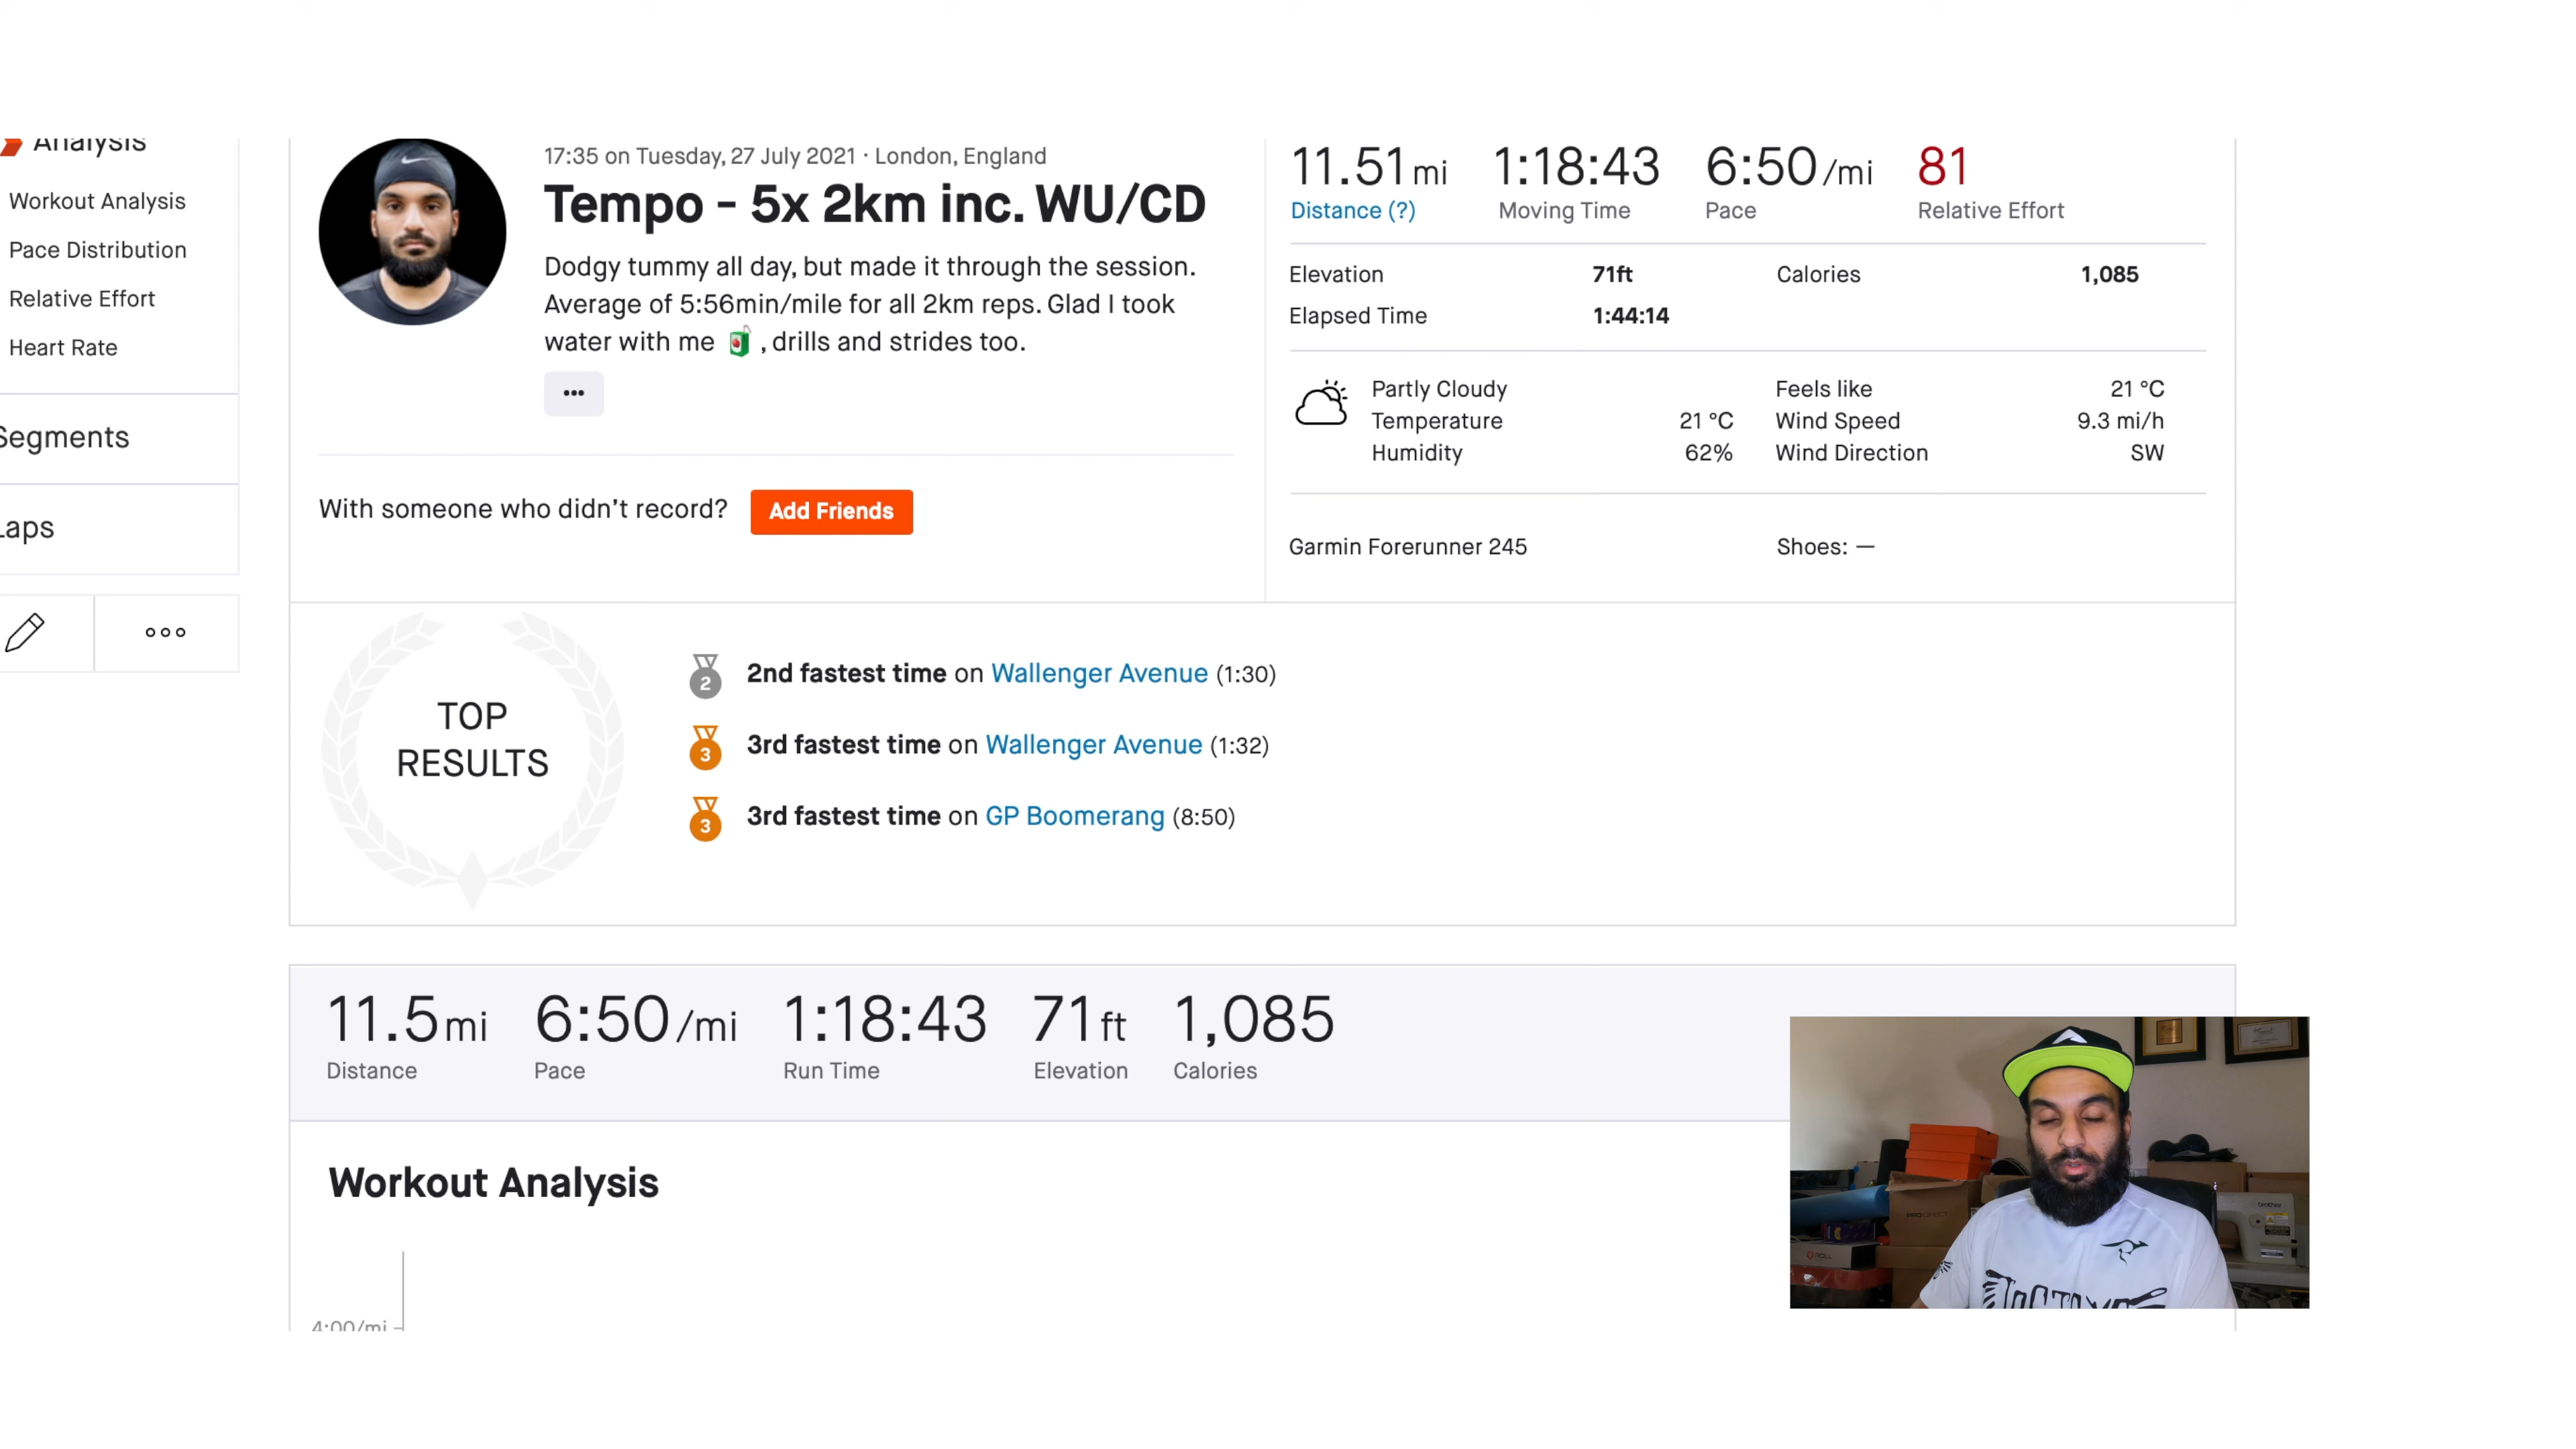 Analysis
Workout Analysis
Pace Distribution
Relative Effort
Heart Rate
Segments
Laps
17:35 on Tuesday, 27 July 2021 · London, England
Tempo - 5x 2km inc. WU/CD
Dodgy tummy all day, but made it through the session.
Average of 5:56min/mile for all 2km reps. Glad I took
water with me 🧃, drills and strides too.
With someone who didn't record? Add Friends
11.51 mi 1:18:43 6:50 /mi 81
Distance (?) Moving Time Pace Relative Effort
Elevation 71ft Calories 1,085
Elapsed Time 1:44:14
Partly Cloudy Feels like 21 °C
Temperature 21 °C Wind Speed 9.3 mi/h
Humidity 62% Wind Direction SW
Garmin Forerunner 245 Shoes: —
TOP
RESULTS
2 2nd fastest time on Wallenger Avenue (1:30)
3 3rd fastest time on Wallenger Avenue (1:32)
3 3rd fastest time on GP Boomerang (8:50)
11.5 mi 6:50 /mi 1:18:43 71 ft 1,085
Distance Pace Run Time Elevation Calories
Workout Analysis
4:00/mi
PRO:DIRECT
ROLL
brother